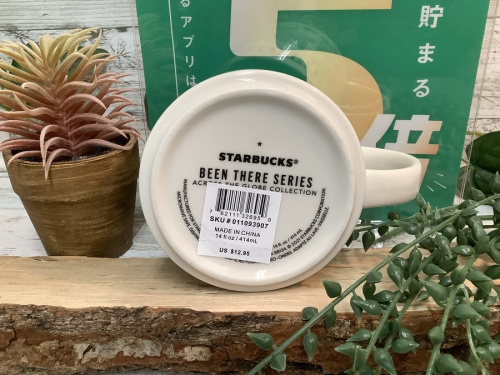 るアプリは
貯まる
5
倍
STARBUCKS®
BEEN THERE SERIES
ACROSS THE GLOBE COLLECTION
SKU # 011093907
MADE IN CHINA
14 fl oz / 414mL
US $12.95